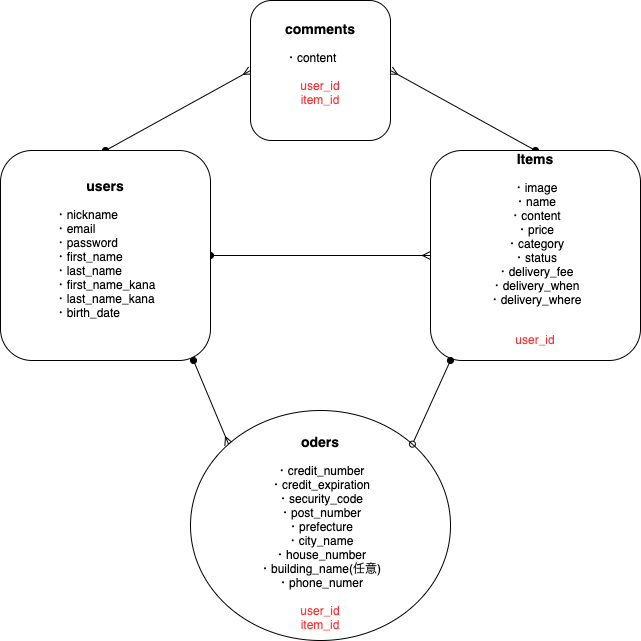 comments
・content
user_id
item_id
users
・nickname
・email
・password
・first_name
・last_name
・first_name_kana
・last_name_kana
・birth_date
Items
・image
・name
・content
・price
・category
・status
・delivery_fee
・delivery_when
・delivery_where
user_id
oders
・credit_number
・credit_expiration
・security_code
・post_number
・prefecture
・city_name
・house_number
・building_name(任意)
・phone_numer
user_id
item_id